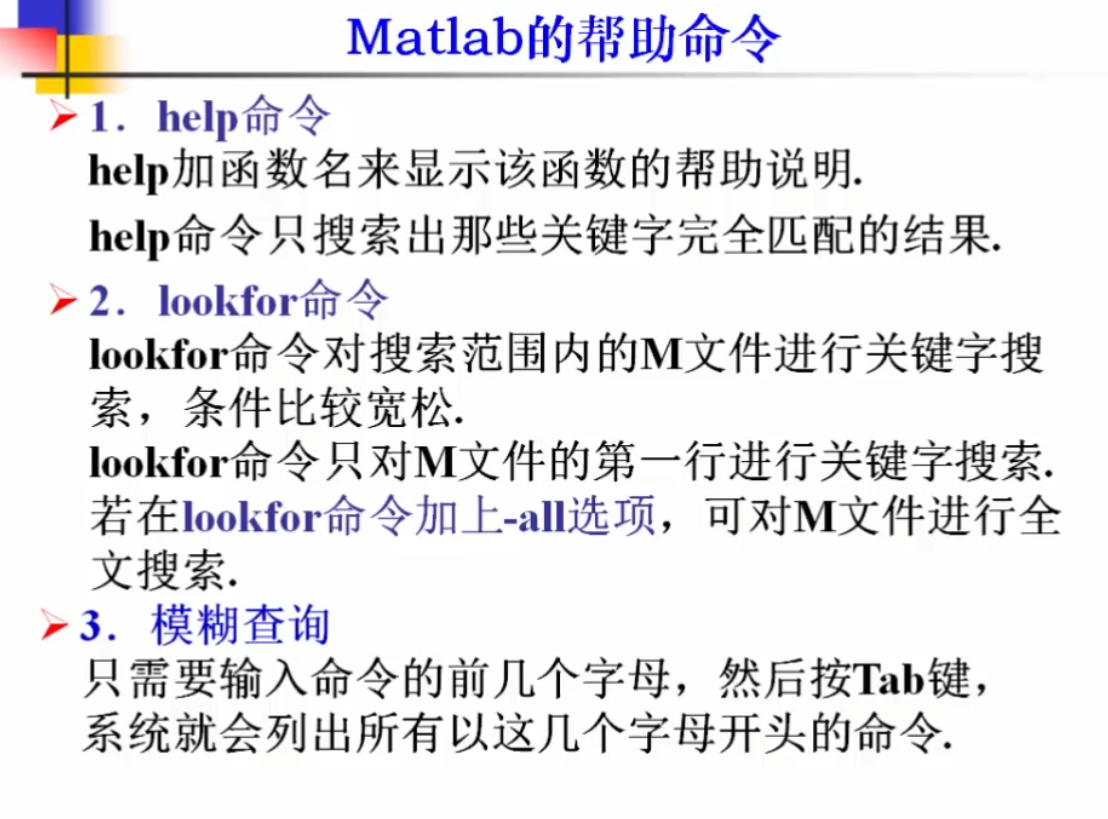 Matlab的帮助命令
1. help命令
help加函数名来显示该函数的帮助说明.
help命令只搜索出那些关键字完全匹配的结果.
2. lookfor命令
lookfor命令对搜索范围内的M文件进行关键字搜
索，条件比较宽松.
lookfor命令只对M文件的第一行进行关键字搜索.
若在lookfor命令加上-all选项，可对M文件进行全
文搜索.
3. 模糊查询
只需要输入命令的前几个字母，然后按Tab键，
系统就会列出所有以这几个字母开头的命令.